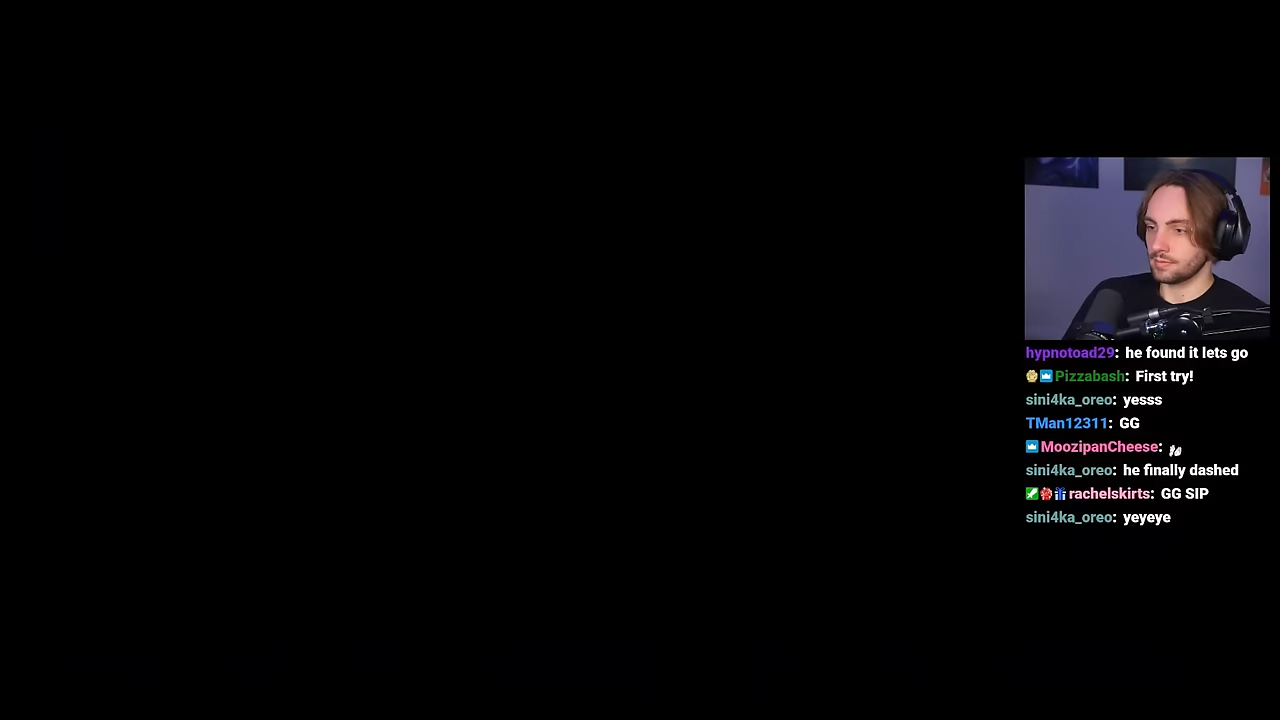 hypnotoad29: he found it lets go
Pizzabash: First try!
sini4ka_oreo: yesss
TMan12311: GG
MoozipanCheese:
sini4ka_oreo: he finally dashed
rachelskirts: GG SIP
sini4ka_oreo: yeyeye